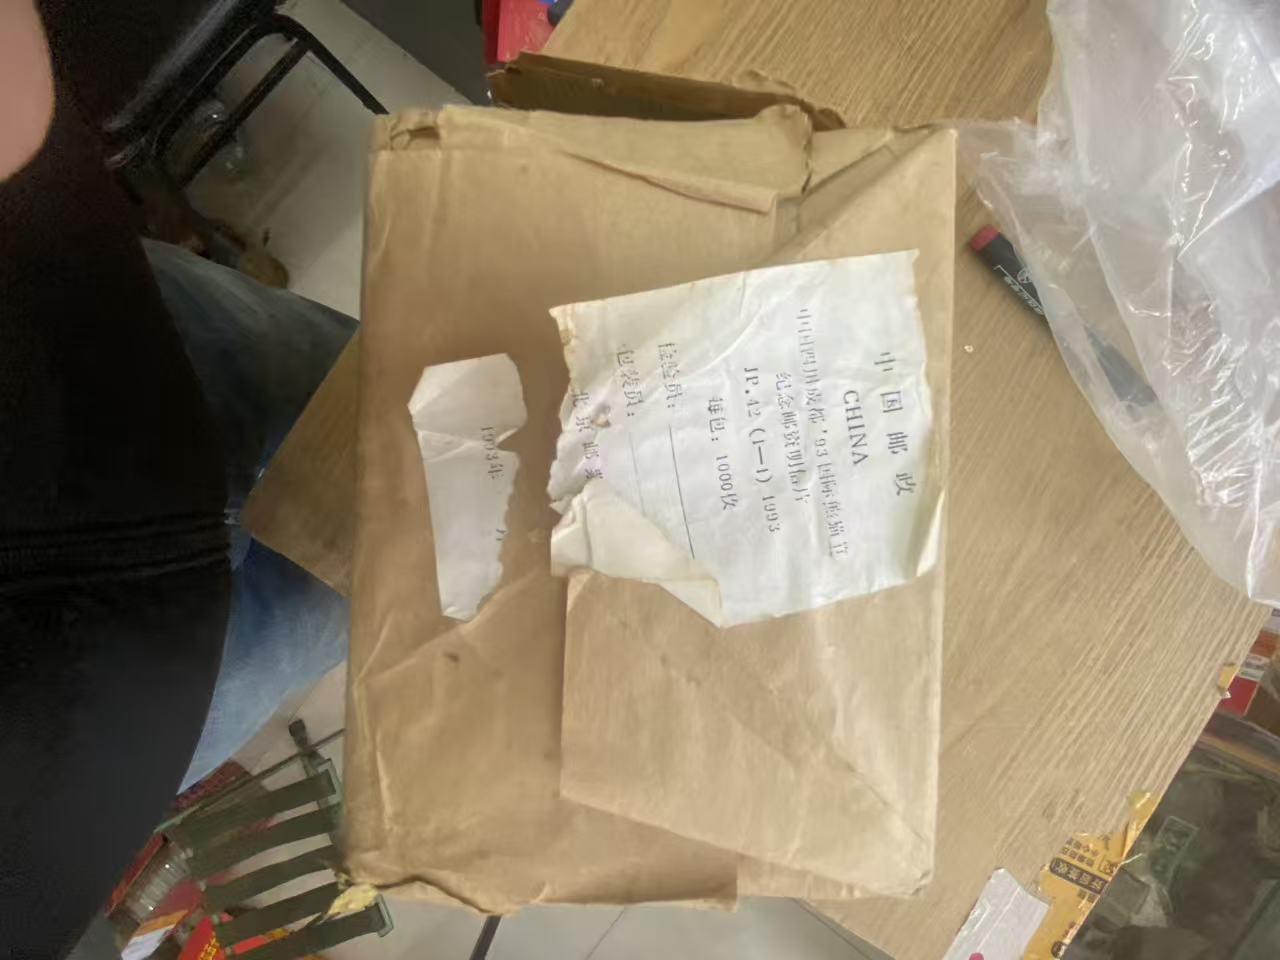 中国邮政
CHINA
中国四川成都'93国际熊猫节
纪念邮资明信片
JP.42(1—1)1993
每包：1000枚
检验员：
包装员：
北京邮票
1993年 月